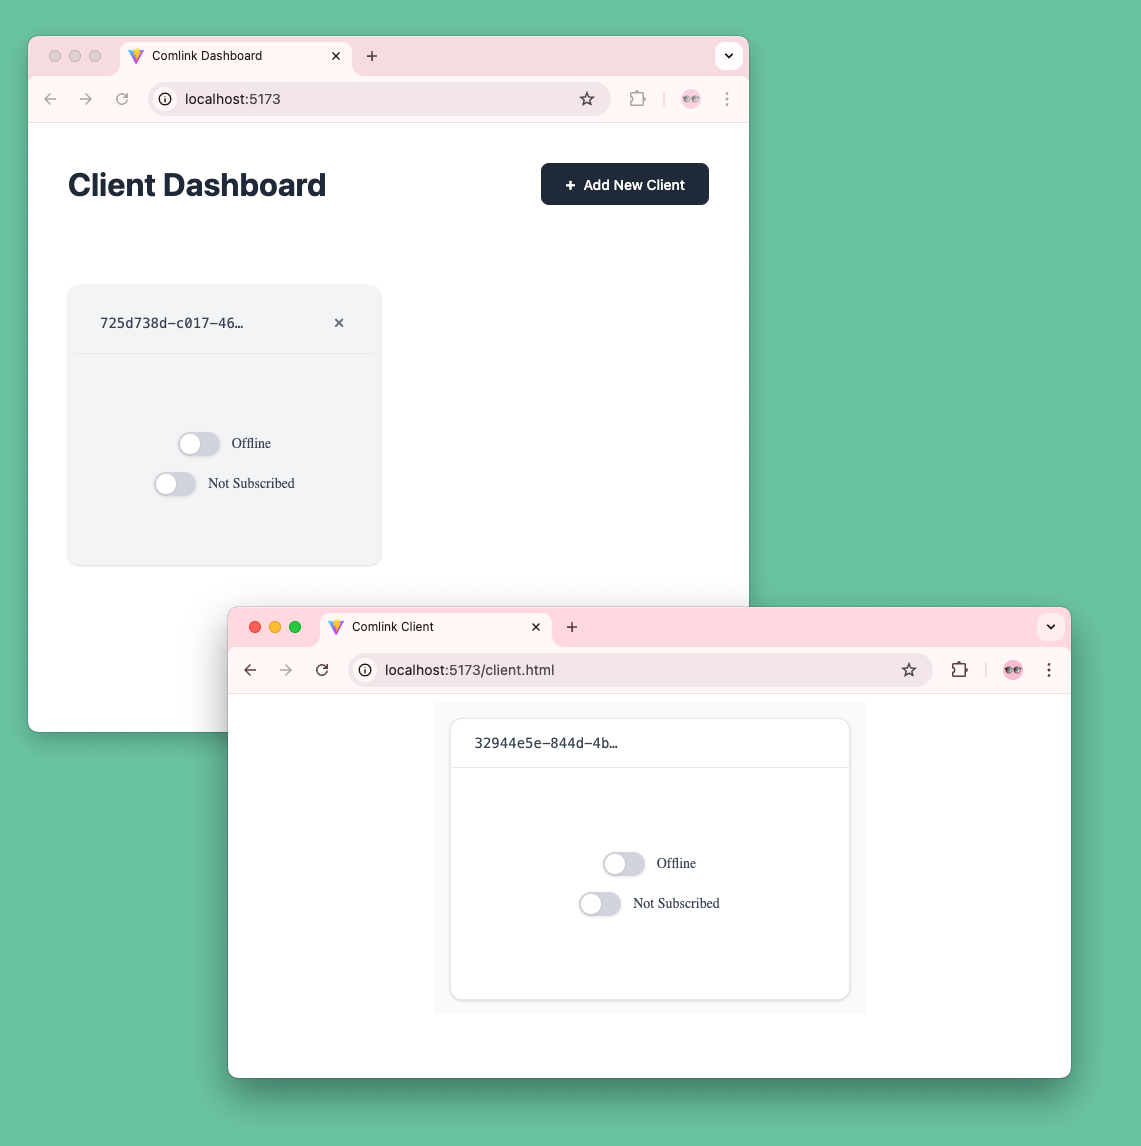 Comlink Dashboard
localhost:5173
Client Dashboard
+ Add New Client
725d738d-c017-46…
Offline
Not Subscribed
Comlink Client
localhost:5173/client.html
32944e5e-844d-4b…
Offline
Not Subscribed